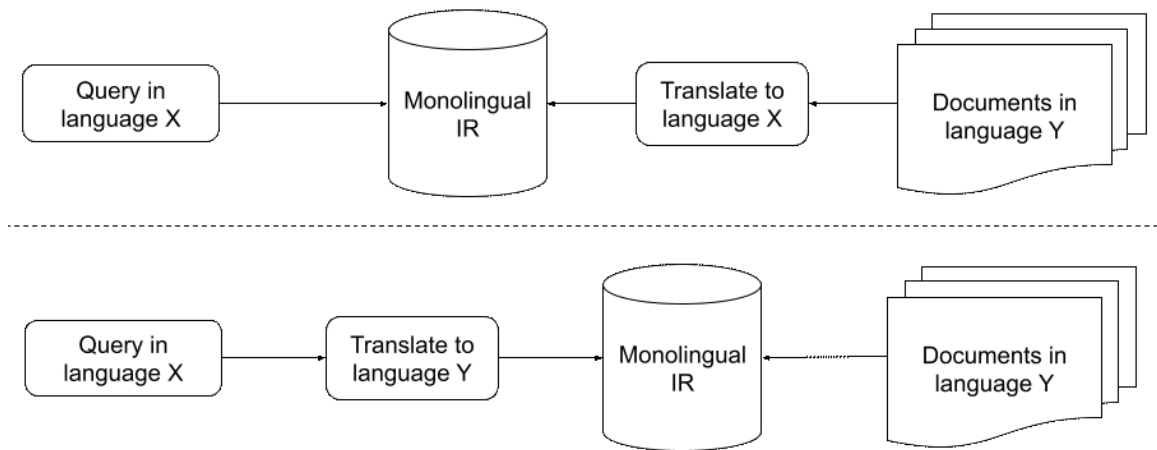 Query in
language X
Monolingual
IR
Translate to
language X
Documents in
language Y
Query in
language X
Translate to
language Y
Monolingual
IR
Documents in
language Y